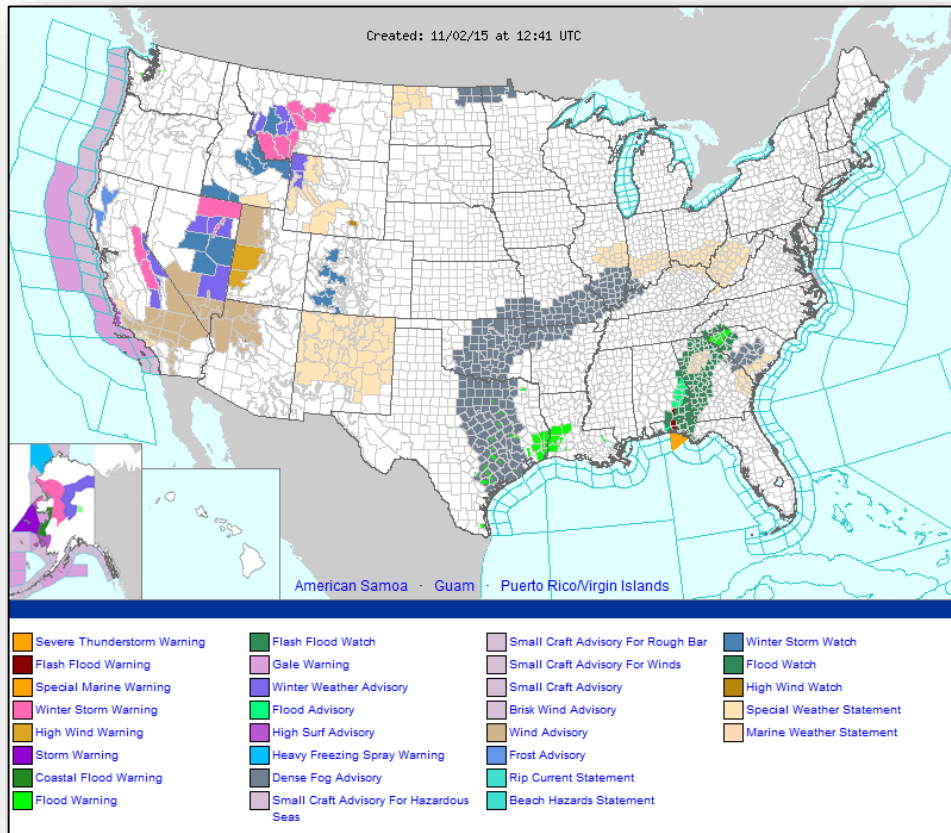 Created: 11/02/15 at 12:41 UTC
American Samoa · Guam · Puerto Rico/Virgin Islands
Severe Thunderstorm Warning
Flash Flood Warning
Special Marine Warning
Winter Storm Warning
High Wind Warning
Storm Warning
Coastal Flood Warning
Flood Warning
Flash Flood Watch
Gale Warning
Winter Weather Advisory
Flood Advisory
High Surf Advisory
Heavy Freezing Spray Warning
Dense Fog Advisory
Small Craft Advisory For Hazardous
Seas
Small Craft Advisory For Rough Bar
Small Craft Advisory For Winds
Small Craft Advisory
Brisk Wind Advisory
Wind Advisory
Frost Advisory
Rip Current Statement
Beach Hazards Statement
Winter Storm Watch
Flood Watch
High Wind Watch
Special Weather Statement
Marine Weather Statement